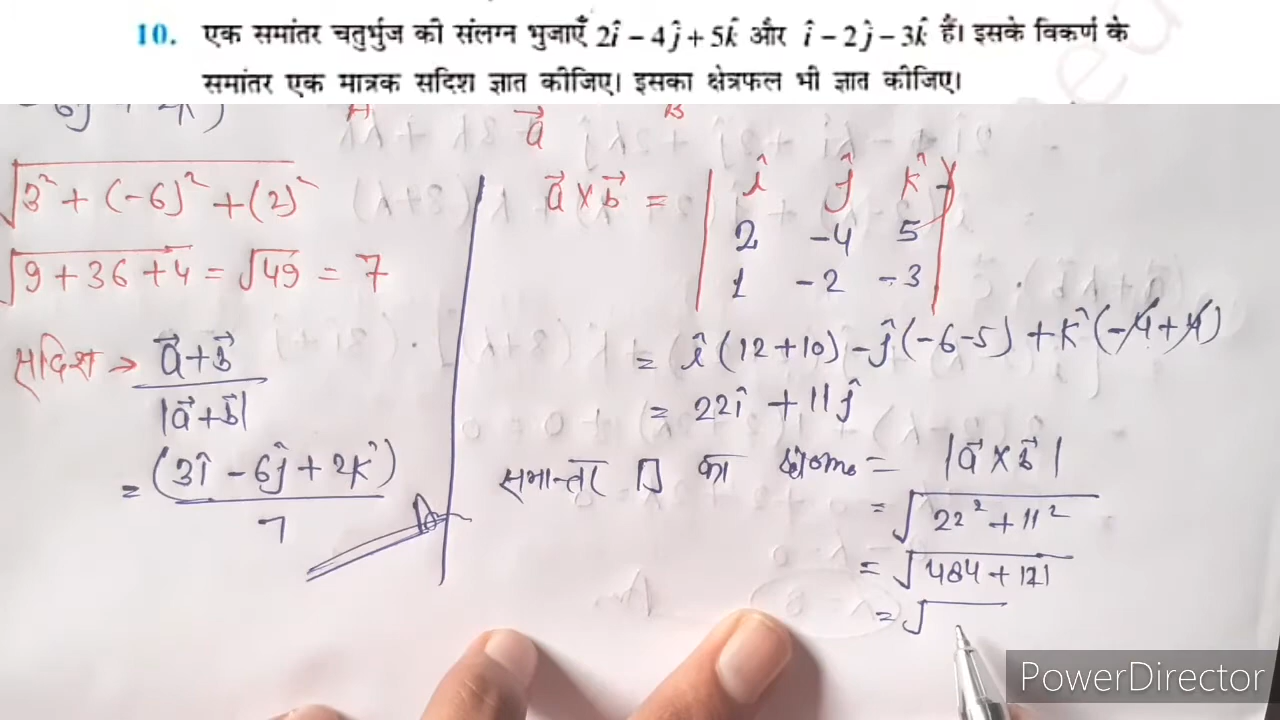 10. एक समांतर चतुर्भुज की संलग्न भुजाएँ 2î − 4ĵ + 5k̂ और î − 2ĵ − 3k̂ हैं। इसके विकर्ण के
समांतर एक मात्रक सदिश ज्ञात कीजिए। इसका क्षेत्रफल भी ज्ञात कीजिए।
√3² + (-6)² + (2)²
√9 + 36 + 4 = √49 = 7
सदिश → a⃗+b⃗
|a⃗+b⃗|
= (3î - 6ĵ + 2k̂)
7
a⃗ × b⃗ = | î ĵ k̂ |
2 -4 5
1 -2 -3
= î (12+10) - ĵ (-6-5) + k̂ (-4+4)
= 22î + 11ĵ
समान्तर ▱ का क्षे०फ० = |a⃗ × b⃗|
= √22² + 11²
= √484 + 121
= √
PowerDirector